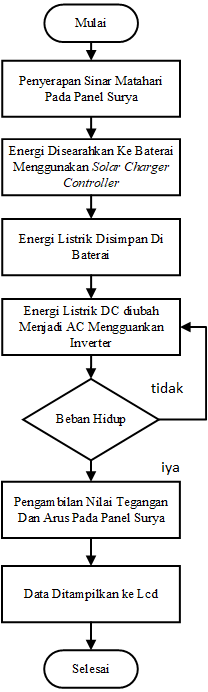 Mulai
Penyerapan Sinar Matahari
Pada Panel Surya
Energi Disearahkan Ke Baterai
Menggunakan Solar Charger
Controller
Energi Listrik Disimpan Di
Baterai
Energi Listrik DC diubah
Menjadi AC Mengguankan
Inverter
tidak
Beban Hidup
iya
Pengambilan Nilai Tegangan
Dan Arus Pada Panel Surya
Data Ditampilkan ke Lcd
Selesai